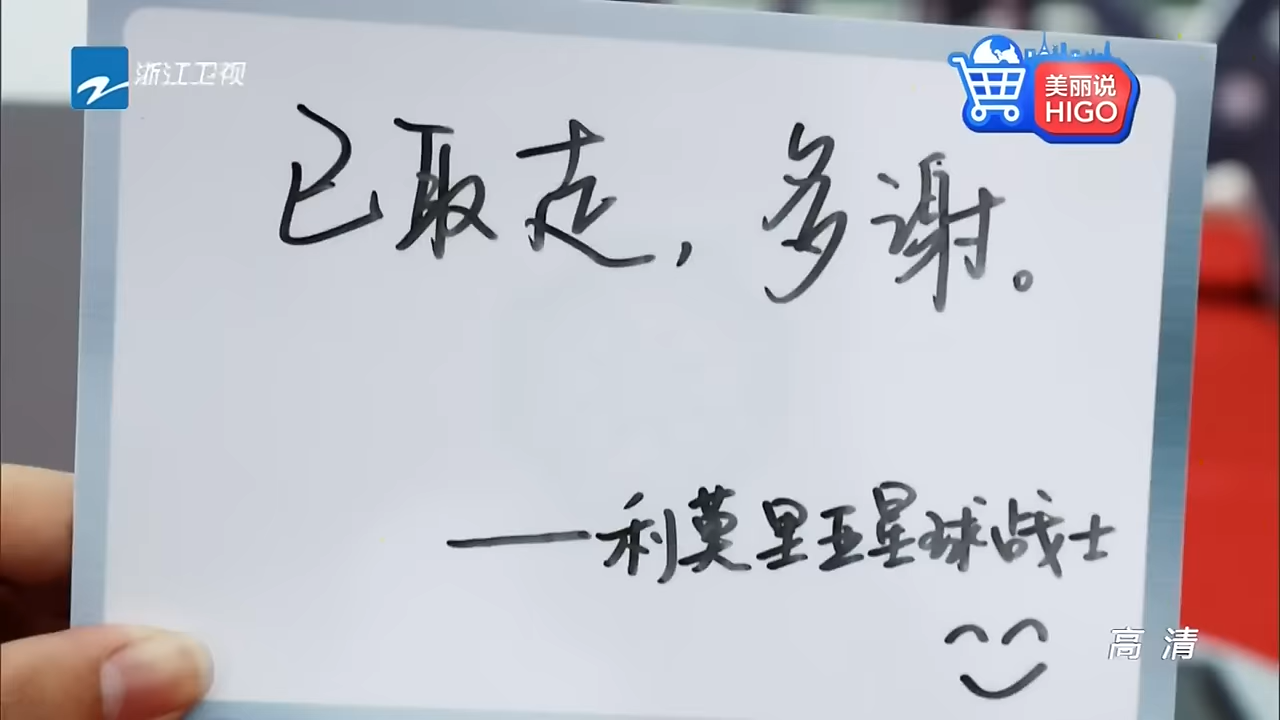 浙江卫视
美丽说
HIGO
已取走，多谢。
——利莫里亚星球战士
高清